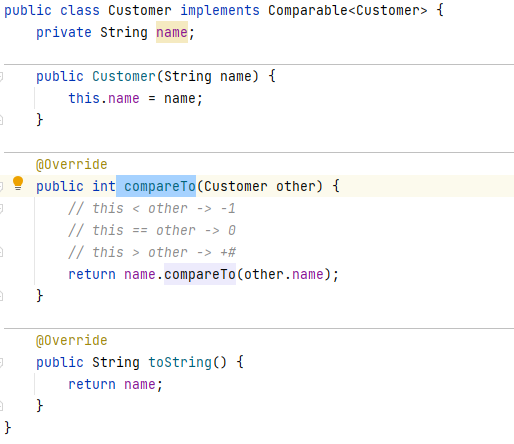 public class Customer implements Comparable<Customer> {
    private String name;
    public Customer(String name) {
        this.name = name;
    }
    @Override
    public int compareTo(Customer other) {
        // this < other -> -1
        // this == other -> 0
        // this > other -> +#
        return name.compareTo(other.name);
    }
    @Override
    public String toString() {
        return name;
    }
}